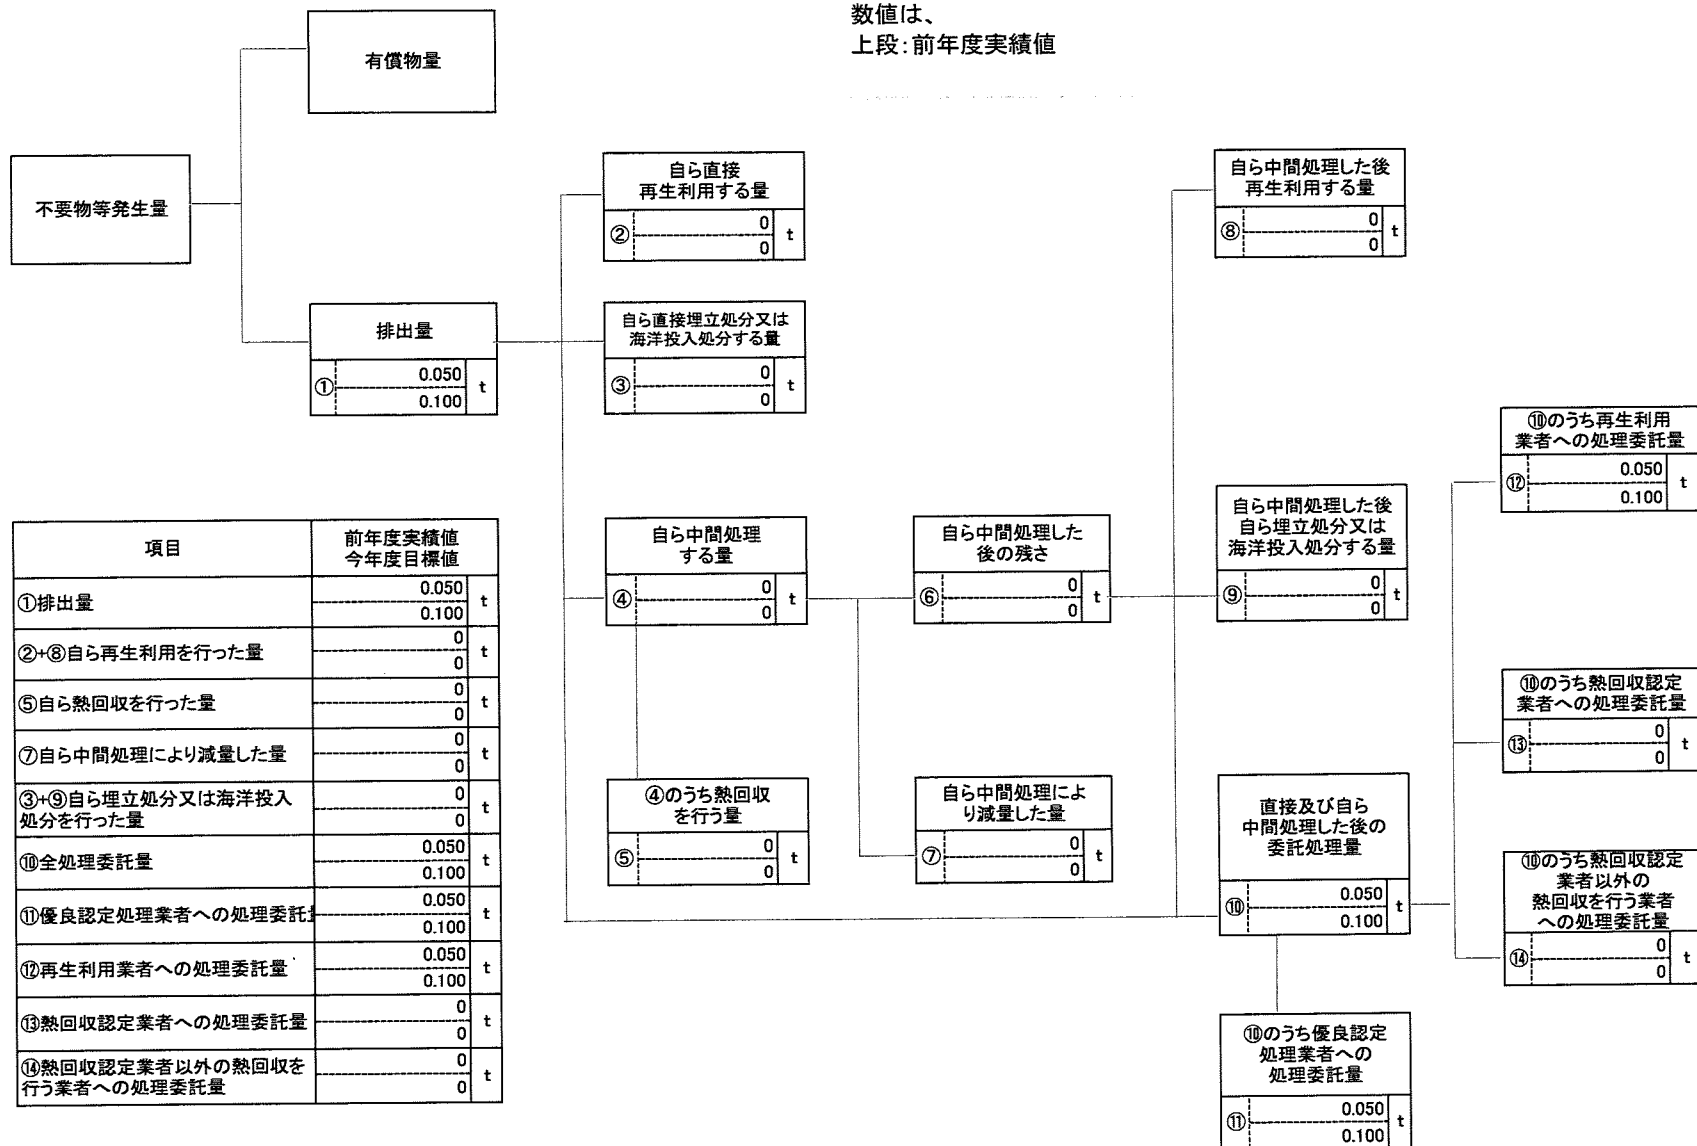 数値は、
上段：前年度実績値
有償物量
不要物等発生量
排出量
① 0.050 t
0.100
自ら直接
再生利用する量
② 0 t
0
自ら直接埋立処分又は
海洋投入処分する量
③ 0 t
0
自ら中間処理
する量
④ 0 t
0
④のうち熱回収
を行う量
⑤ 0 t
0
自ら中間処理した
後の残さ
⑥ 0 t
0
自ら中間処理によ
り減量した量
⑦ 0 t
0
自ら中間処理した後
再生利用する量
⑧ 0 t
0
自ら中間処理した後
自ら埋立処分又は
海洋投入処分する量
⑨ 0 t
0
直接及び自ら
中間処理した後の
委託処理量
⑩ 0.050 t
0.100
⑩のうち優良認定
処理業者への
処理委託量
⑪ 0.050 t
0.100
⑩のうち再生利用
業者への処理委託量
⑫ 0.050 t
0.100
⑩のうち熱回収認定
業者への処理委託量
⑬ 0 t
0
⑩のうち熱回収認定
業者以外の
熱回収を行う業者
への処理委託量
⑭ 0 t
0
項目 前年度実績値
今年度目標値
①排出量 0.050 t
0.100
②+⑧自ら再生利用を行った量 0 t
0
⑤自ら熱回収を行った量 0 t
0
⑦自ら中間処理により減量した量 0 t
0
③+⑨自ら埋立処分又は海洋投入
処分を行った量 0 t
0
⑩全処理委託量 0.050 t
0.100
⑪優良認定処理業者への処理委託 0.050 t
0.100
⑫再生利用業者への処理委託量 0.050 t
0.100
⑬熱回収認定業者への処理委託量 0 t
0
⑭熱回収認定業者以外の熱回収を
行う業者への処理委託量 0 t
0